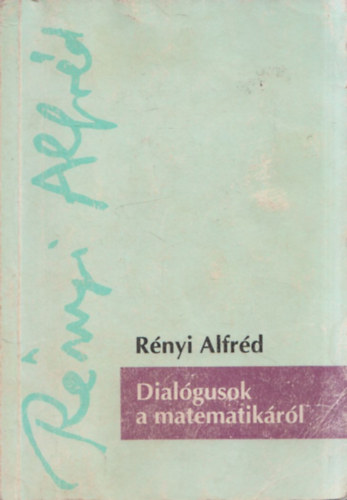 Rényi Alfréd
Rényi Alfréd
Dialógusok
a matematikáról